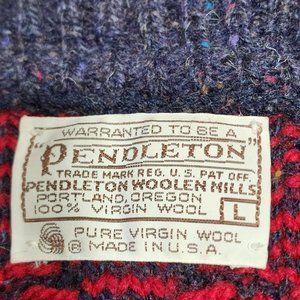 WARRANTED TO BE A
"PENDLETON"
TRADE MARK REG. U.S. PAT OFF.
PENDLETON WOOLEN MILLS
PORTLAND, OREGON
100% VIRGIN WOOL
L
PURE VIRGIN WOOL
® MADE IN U.S.A.